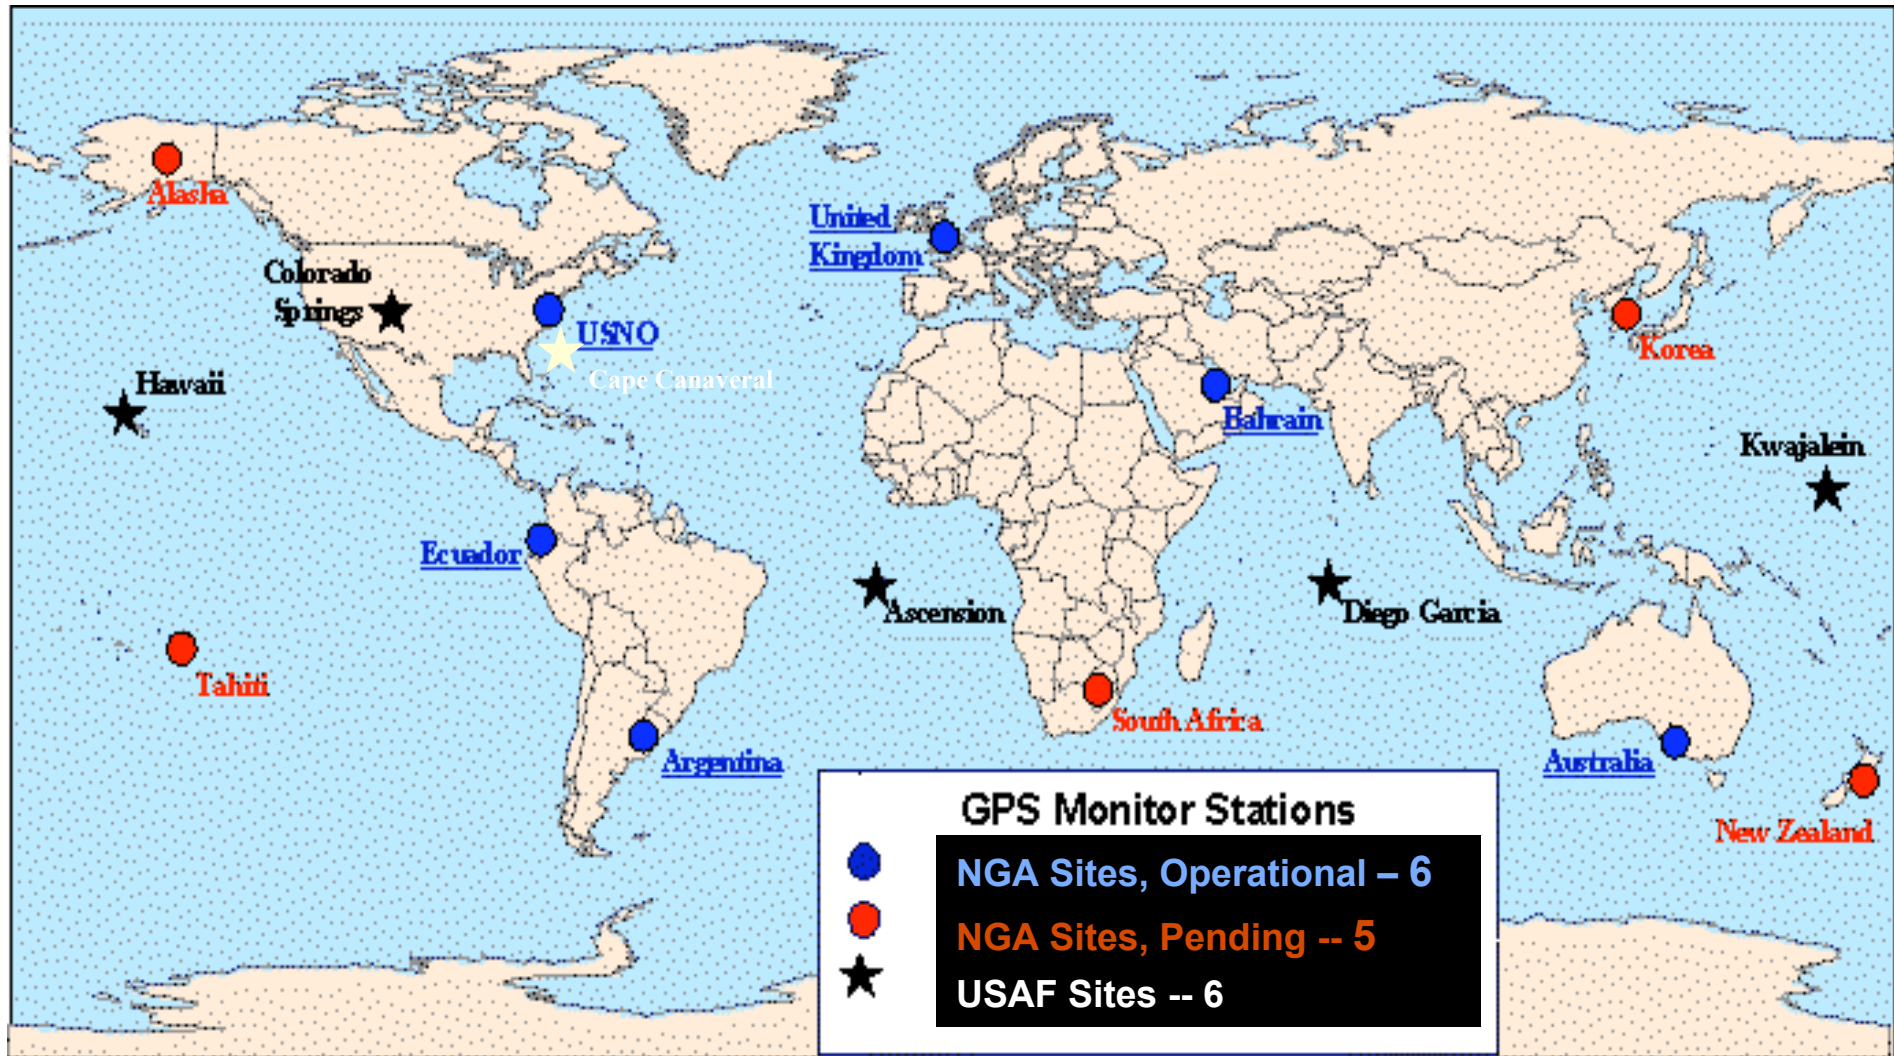 Alasha
United
Kingdom
Colorado
Springs
USNO
Cape Canaveral
Korea
Hawaii
Bahrain
Kwajalein
Ecuador
Ascension
Diego Garcia
Tahiti
South Africa
Argentina
Australia
New Zealand
GPS Monitor Stations
NGA Sites, Operational – 6
NGA Sites, Pending -- 5
USAF Sites -- 6